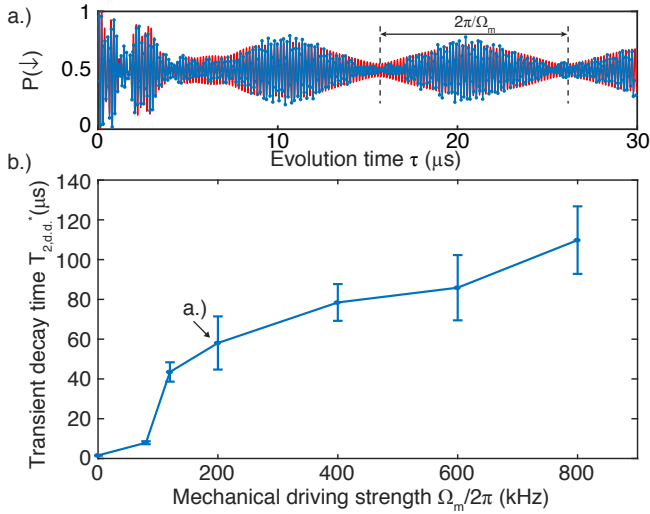 a.)
P(↓)
1
0.5
0
2π/Ωm
0
10
20
30
Evolution time τ (μs)
b.)
Transient decay time T2,d.d.*(μs)
140
120
100
80
60
40
20
0
a.)
0
200
400
600
800
Mechanical driving strength Ωm/2π (kHz)